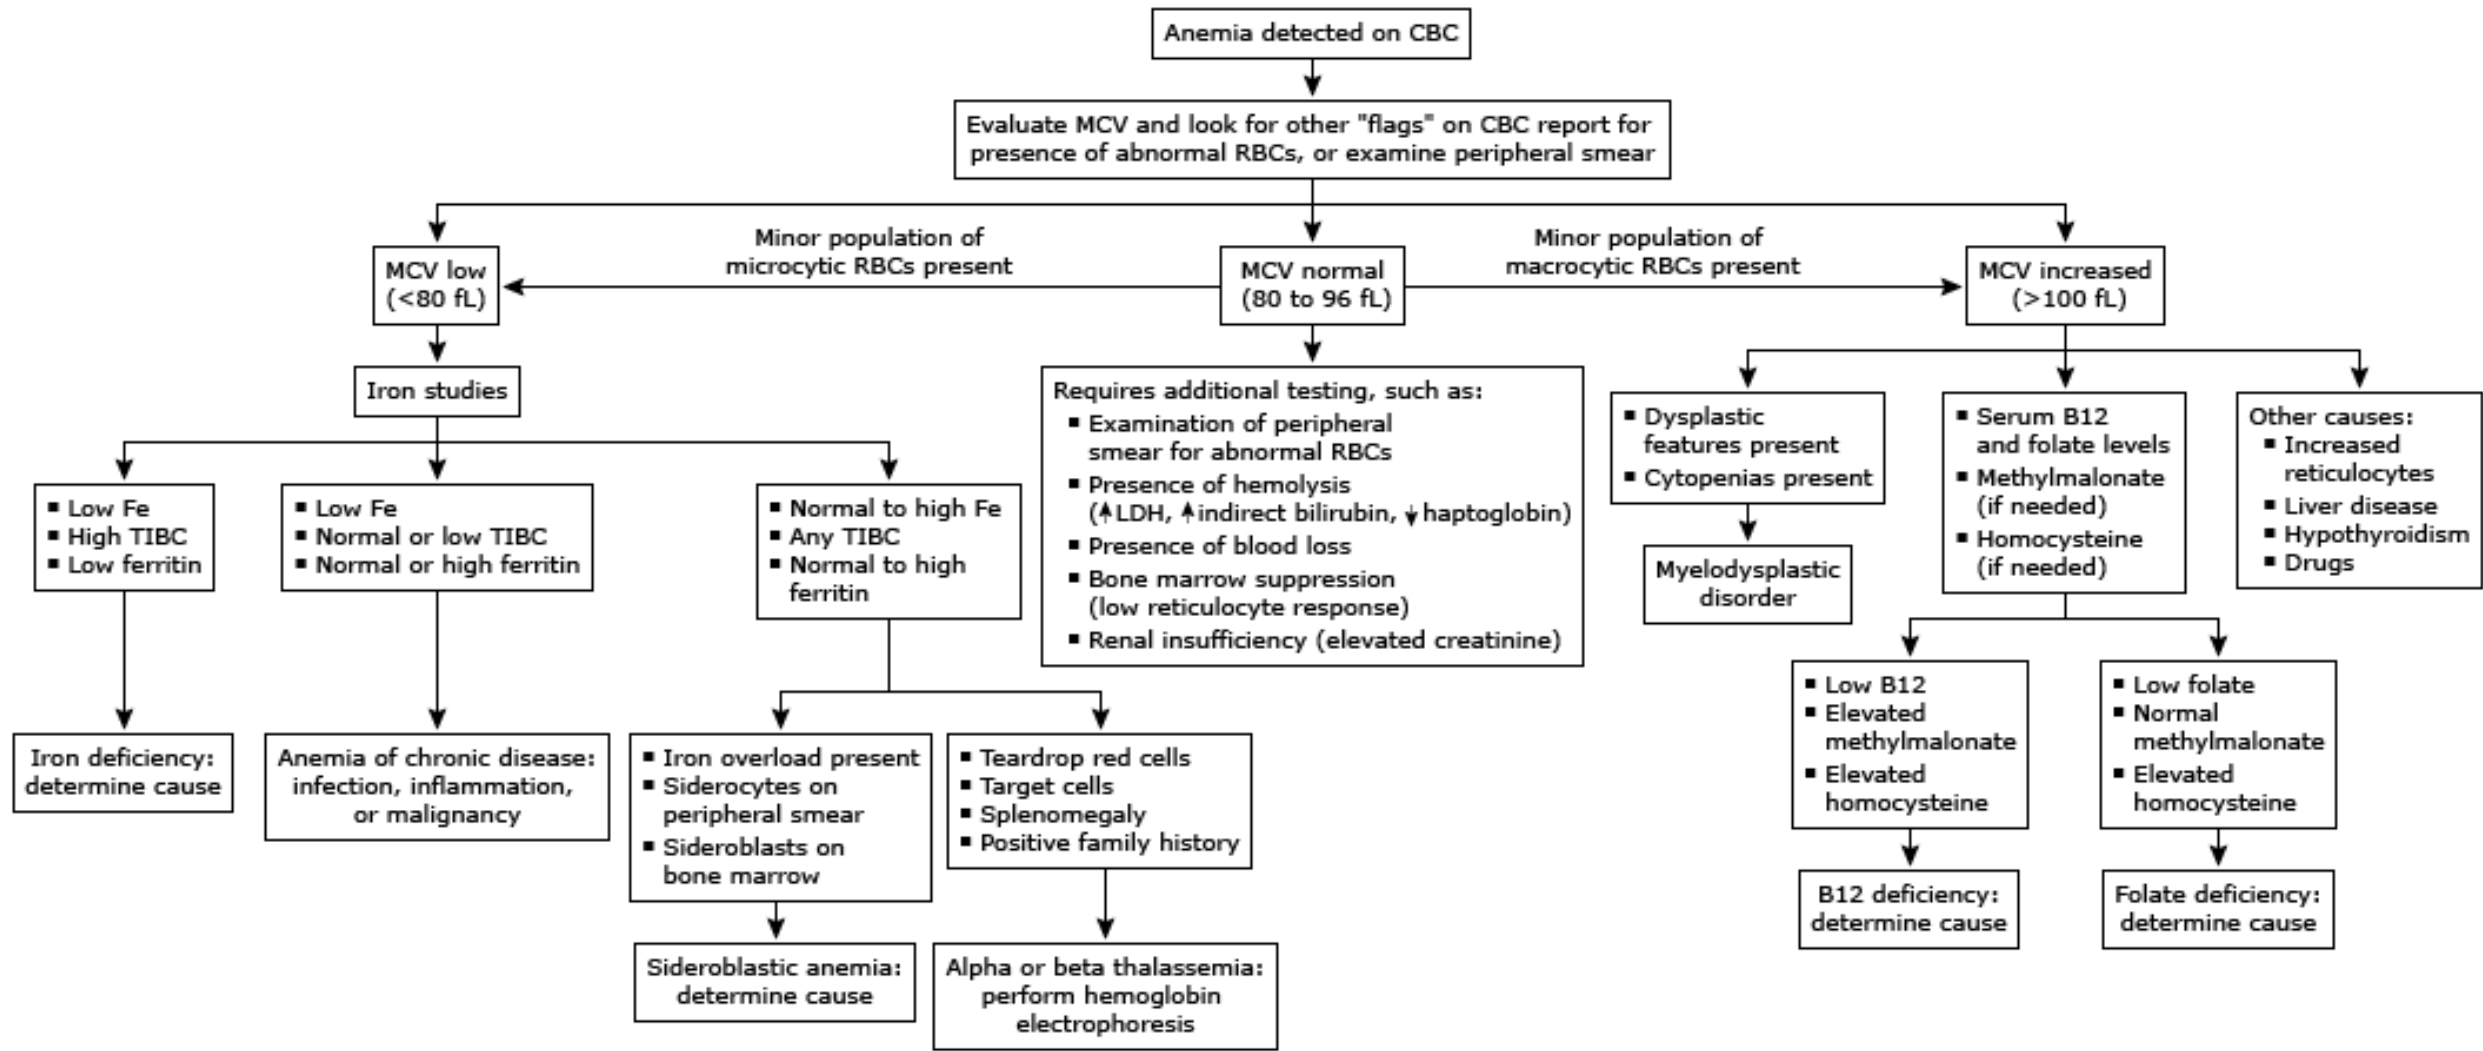 Anemia detected on CBC
Evaluate MCV and look for other "flags" on CBC report for
presence of abnormal RBCs, or examine peripheral smear
Minor population of
microcytic RBCs present
Minor population of
macrocytic RBCs present
MCV low
(<80 fL)
MCV normal
(80 to 96 fL)
MCV increased
(>100 fL)
Iron studies
Requires additional testing, such as:
▪ Examination of peripheral
smear for abnormal RBCs
▪ Presence of hemolysis
(↑LDH, ↑indirect bilirubin, ↓haptoglobin)
▪ Presence of blood loss
▪ Bone marrow suppression
(low reticulocyte response)
▪ Renal insufficiency (elevated creatinine)
▪ Dysplastic
features present
▪ Cytopenias present
▪ Serum B12
and folate levels
▪ Methylmalonate
(if needed)
▪ Homocysteine
(if needed)
Other causes:
▪ Increased
reticulocytes
▪ Liver disease
▪ Hypothyroidism
▪ Drugs
▪ Low Fe
▪ High TIBC
▪ Low ferritin
▪ Low Fe
▪ Normal or low TIBC
▪ Normal or high ferritin
▪ Normal to high Fe
▪ Any TIBC
▪ Normal to high
ferritin
Myelodysplastic
disorder
▪ Low B12
▪ Elevated
methylmalonate
▪ Elevated
homocysteine
▪ Low folate
▪ Normal
methylmalonate
▪ Elevated
homocysteine
Iron deficiency:
determine cause
Anemia of chronic disease:
infection, inflammation,
or malignancy
▪ Iron overload present
▪ Siderocytes on
peripheral smear
▪ Sideroblasts on
bone marrow
▪ Teardrop red cells
▪ Target cells
▪ Splenomegaly
▪ Positive family history
B12 deficiency:
determine cause
Folate deficiency:
determine cause
Sideroblastic anemia:
determine cause
Alpha or beta thalassemia:
perform hemoglobin
electrophoresis